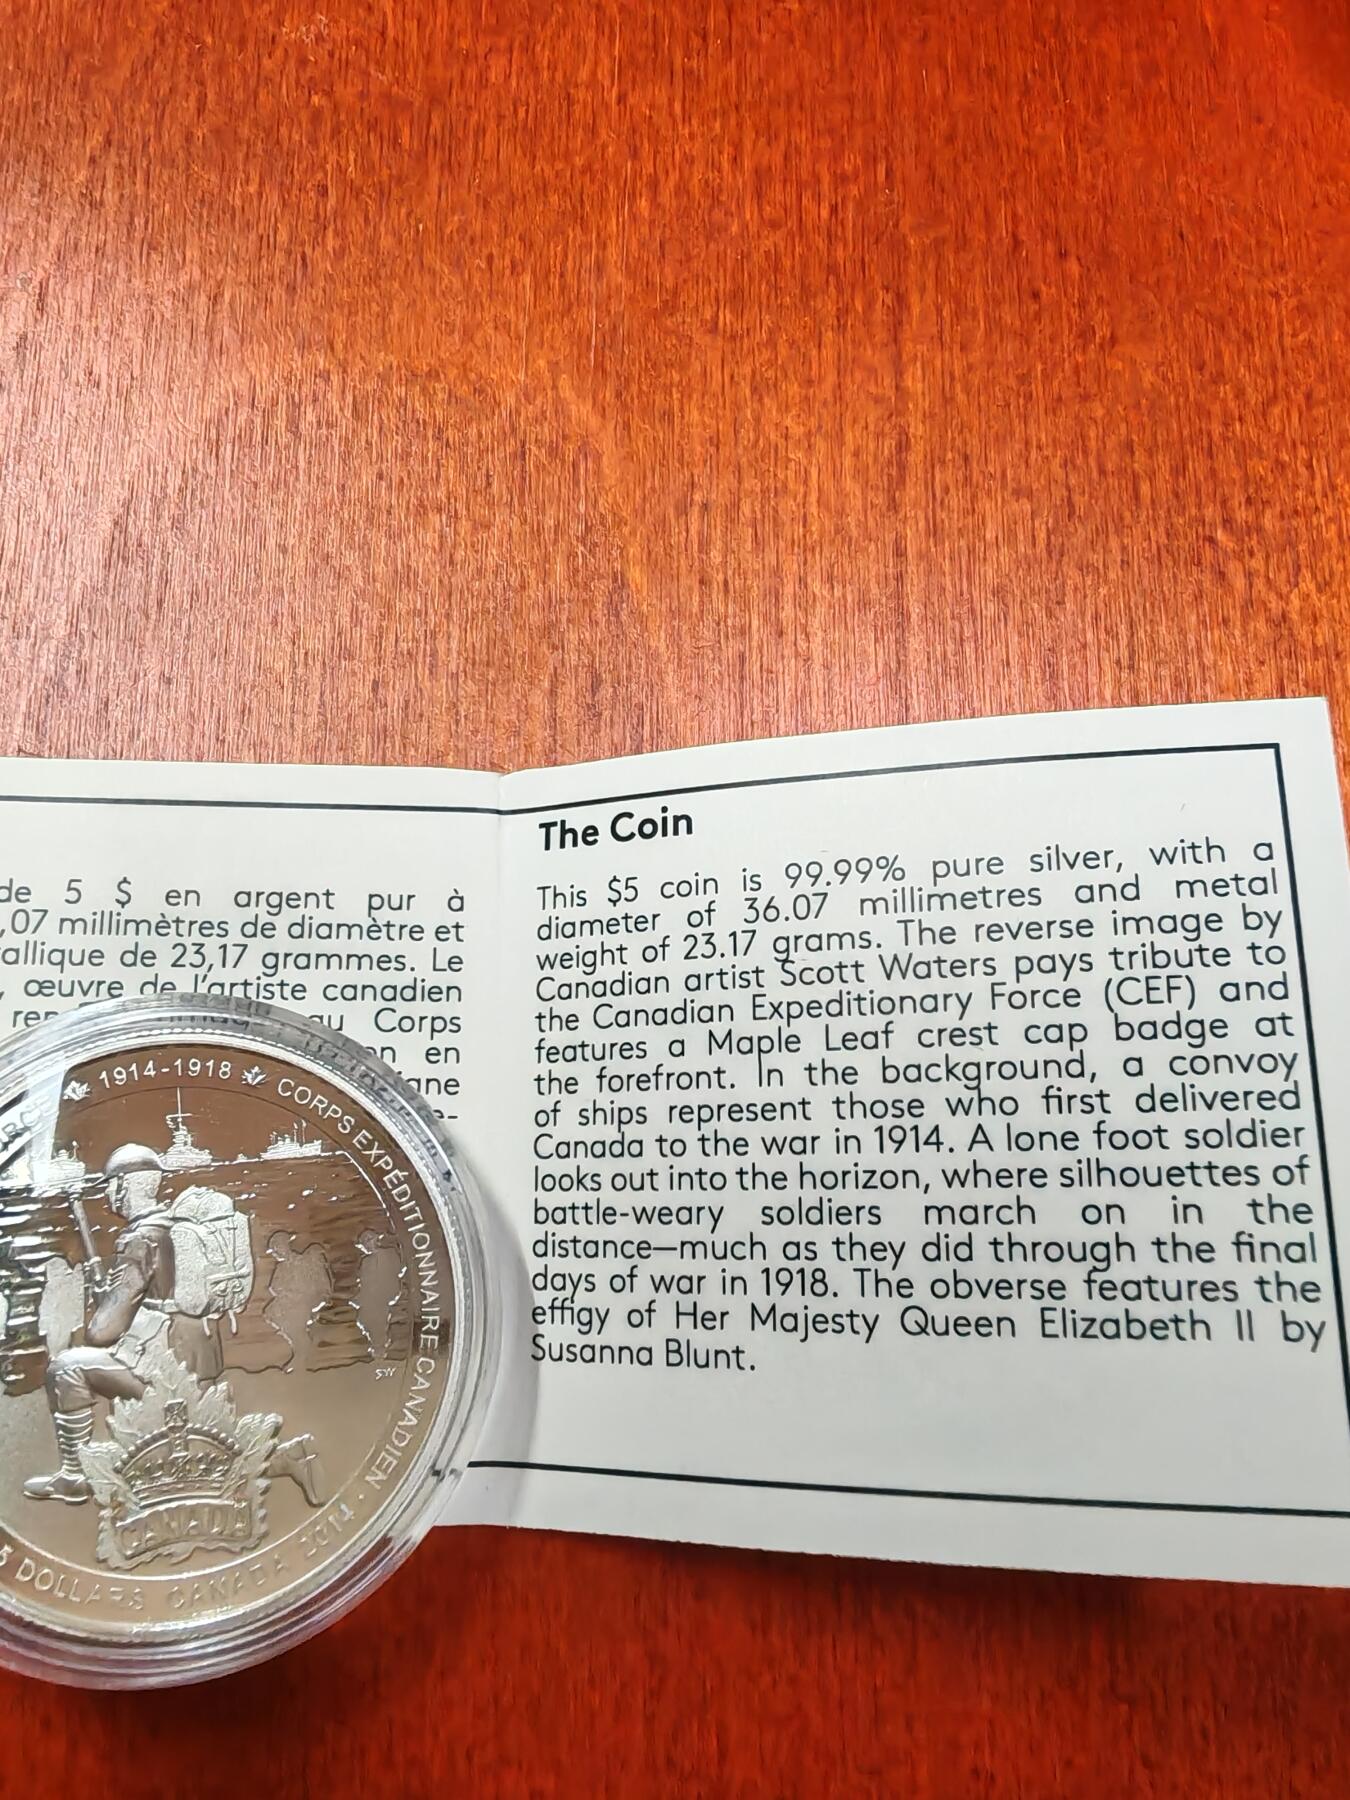 de 5 $ en argent pur à
,07 millimètres de diamètre et
allique de 23,17 grammes. Le
, œuvre de l'artiste canadien
au Corps
en
The Coin
This $5 coin is 99.99% pure silver, with a
diameter of 36.07 millimetres and metal
weight of 23.17 grams. The reverse image by
Canadian artist Scott Waters pays tribute to
the Canadian Expeditionary Force (CEF) and
features a Maple Leaf crest cap badge at
the forefront. In the background, a convoy
of ships represent those who first delivered
Canada to the war in 1914. A lone foot soldier
looks out into the horizon, where silhouettes of
battle-weary soldiers march on in the
distance—much as they did through the final
days of war in 1918. The obverse features the
effigy of Her Majesty Queen Elizabeth II by
Susanna Blunt.
1914-1918 CORPS EXPÉDITIONNAIRE CANADIEN •
SW
CANADA
5 DOLLARS CANADA 2014